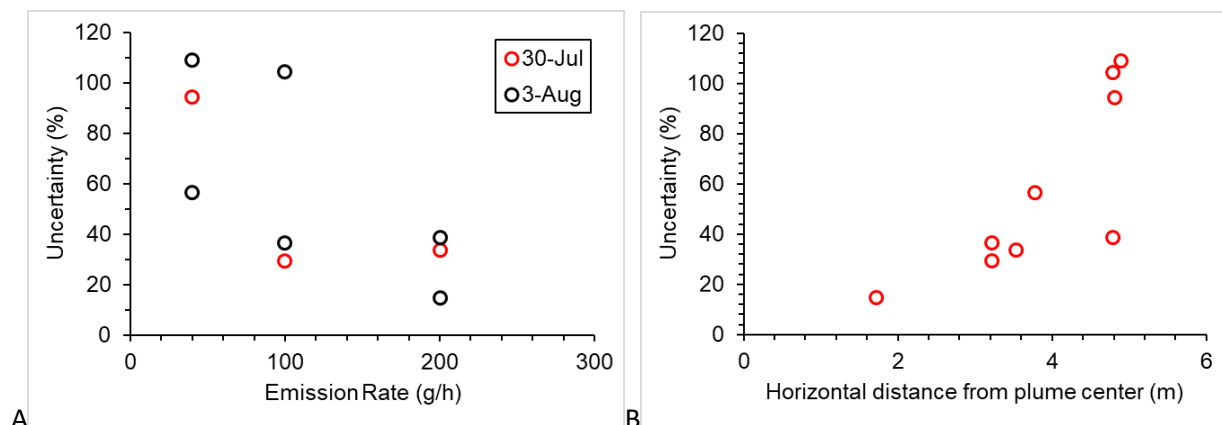 120
100
80
60
40
20
0
Uncertainty (%)
0 100 200 300
Emission Rate (g/h)
30-Jul
3-Aug
A
120
100
80
60
40
20
0
Uncertainty (%)
0 2 4 6
Horizontal distance from plume center (m)
B